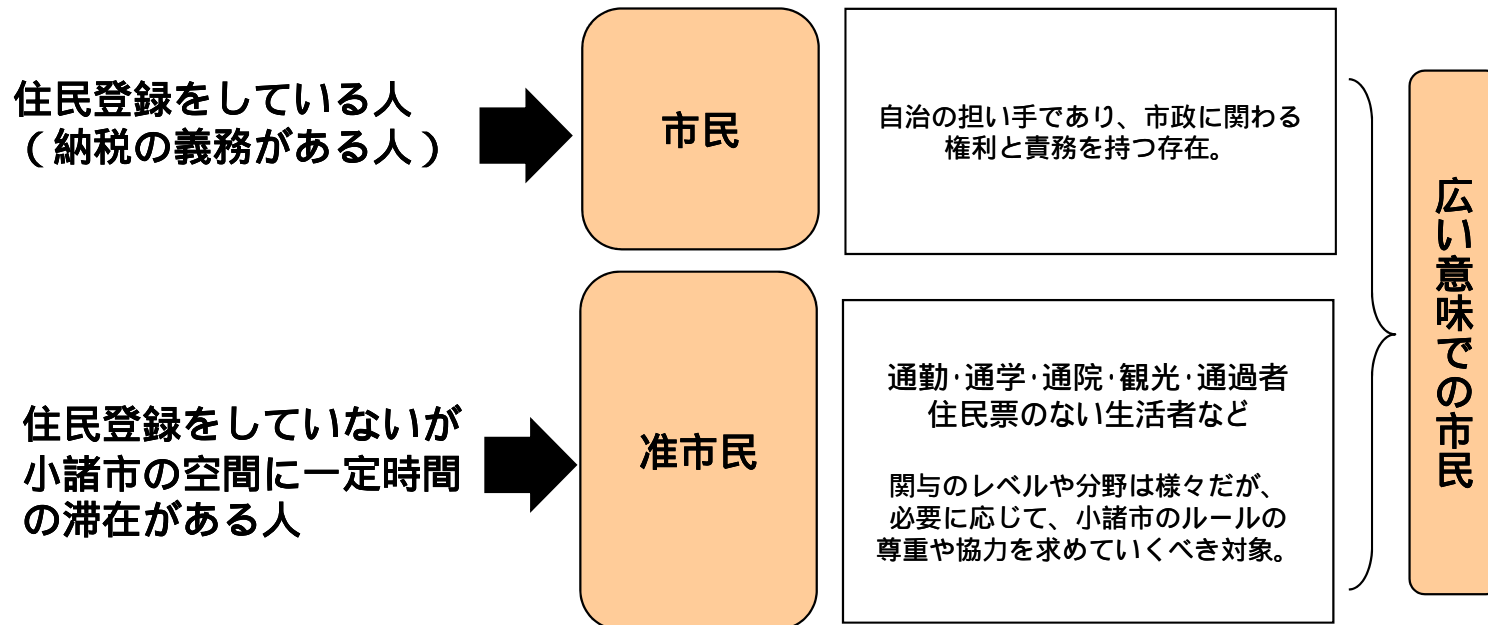 住民登録をしている人
（納税の義務がある人）
市民
自治の担い手であり、市政に関わる
権利と責務を持つ存在。
住民登録をしていないが
小諸市の空間に一定時間
の滞在がある人
准市民
通勤･通学･通院･観光･通過者
住民票のない生活者など
関与のレベルや分野は様々だが、
必要に応じて、小諸市のルールの
尊重や協力を求めていくべき対象。
広い意味での市民